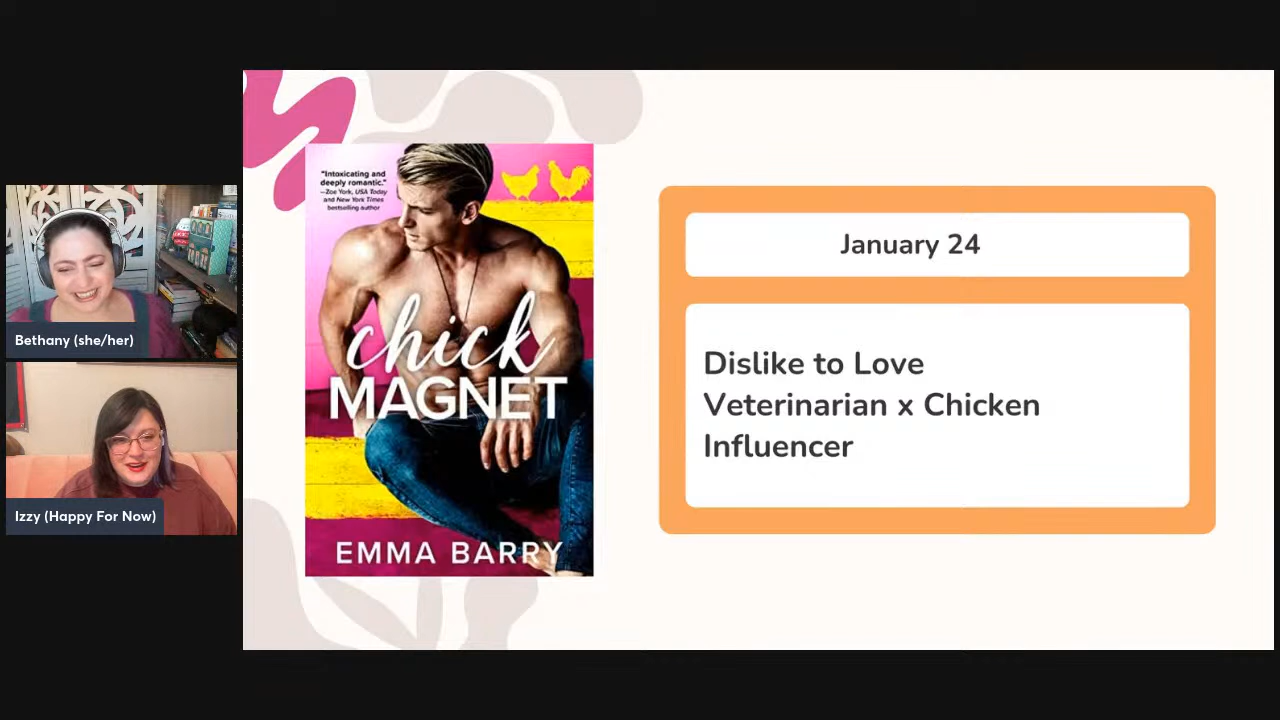 Bethany (she/her)
Izzy (Happy For Now)
"Intoxicating and
deeply romantic."
—Zoe York, USA Today
and New York Times
bestselling author
chick
MAGNET
EMMA BARRY
January 24
Dislike to Love
Veterinarian x Chicken
Influencer